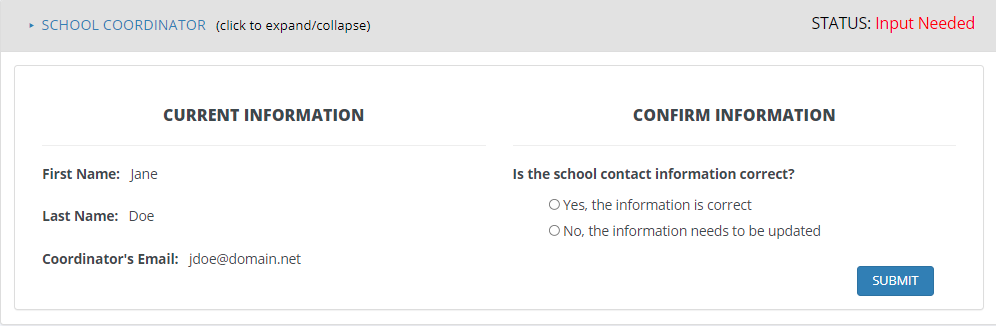 SCHOOL COORDINATOR (click to expand/collapse)
STATUS: Input Needed
CURRENT INFORMATION
First Name: Jane
Last Name: Doe
Coordinator's Email: jdoe@domain.net
CONFIRM INFORMATION
Is the school contact information correct?
Yes, the information is correct
No, the information needs to be updated
SUBMIT